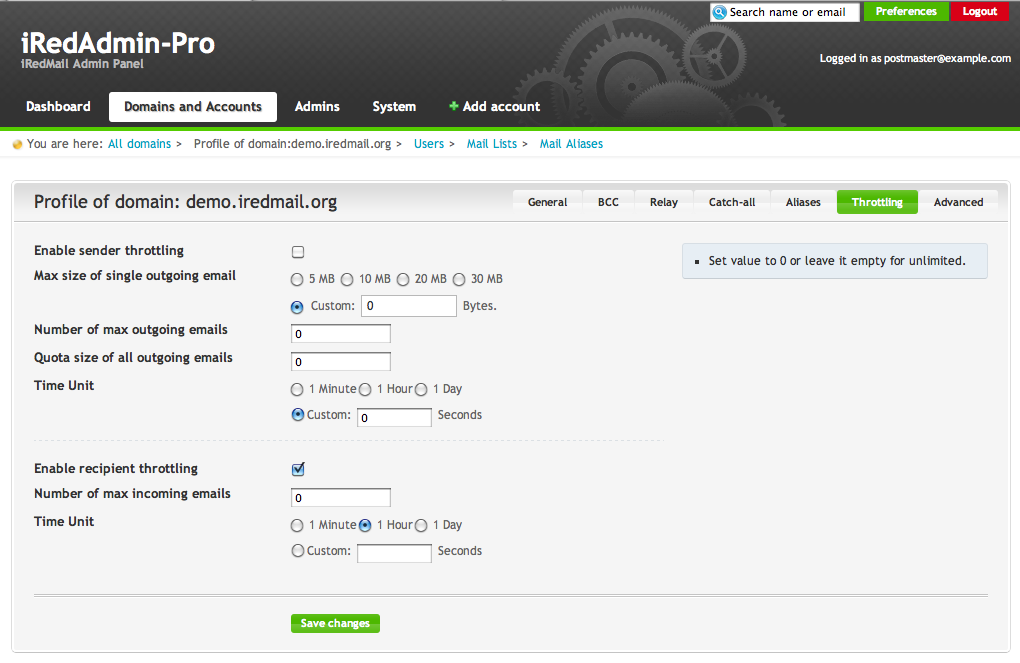 Search name or email Preferences Logout
iRedAdmin-Pro
iRedMail Admin Panel
Logged in as postmaster@example.com
Dashboard Domains and Accounts Admins System Add account
You are here: All domains > Profile of domain:demo.iredmail.org > Users > Mail Lists > Mail Aliases
Profile of domain: demo.iredmail.org General BCC Relay Catch-all Aliases Throttling Advanced
Enable sender throttling
Set value to 0 or leave it empty for unlimited.
Max size of single outgoing email 5 MB 10 MB 20 MB 30 MB
Custom: 0 Bytes.
Number of max outgoing emails 0
Quota size of all outgoing emails 0
Time Unit 1 Minute 1 Hour 1 Day
Custom: 0 Seconds
Enable recipient throttling
Number of max incoming emails 0
Time Unit 1 Minute 1 Hour 1 Day
Custom: Seconds
Save changes